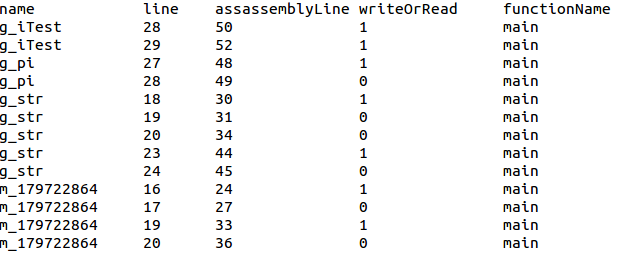 name line assassemblyLine writeOrRead functionName
g_iTest 28 50 1 main
g_iTest 29 52 1 main
g_pi 27 48 1 main
g_pi 28 49 0 main
g_str 18 30 1 main
g_str 19 31 0 main
g_str 20 34 0 main
g_str 23 44 1 main
g_str 24 45 0 main
m_179722864 16 24 1 main
m_179722864 17 27 0 main
m_179722864 19 33 1 main
m_179722864 20 36 0 main